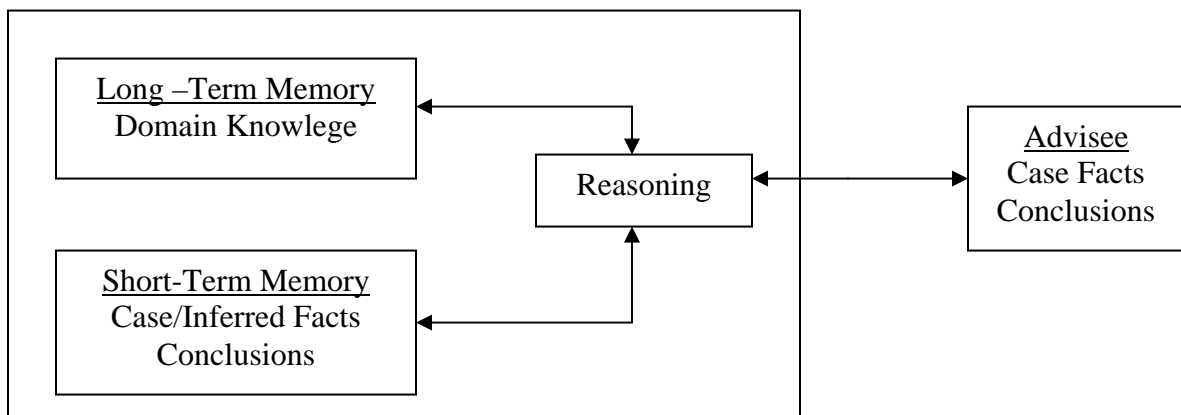 Long –Term Memory
Domain Knowlege
Reasoning
Short-Term Memory
Case/Inferred Facts
Conclusions
Advisee
Case Facts
Conclusions